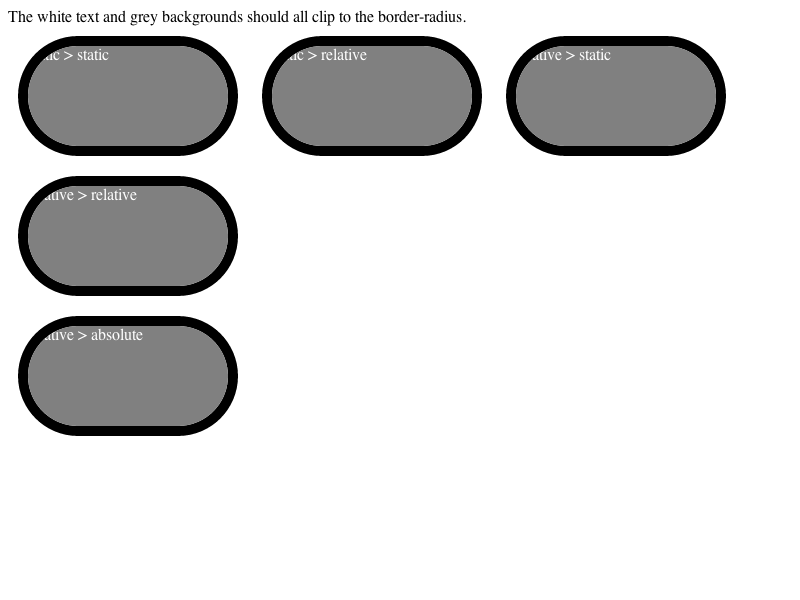 The white text and grey backgrounds should all clip to the border-radius.
> static > relative > static
> relative
> absolute